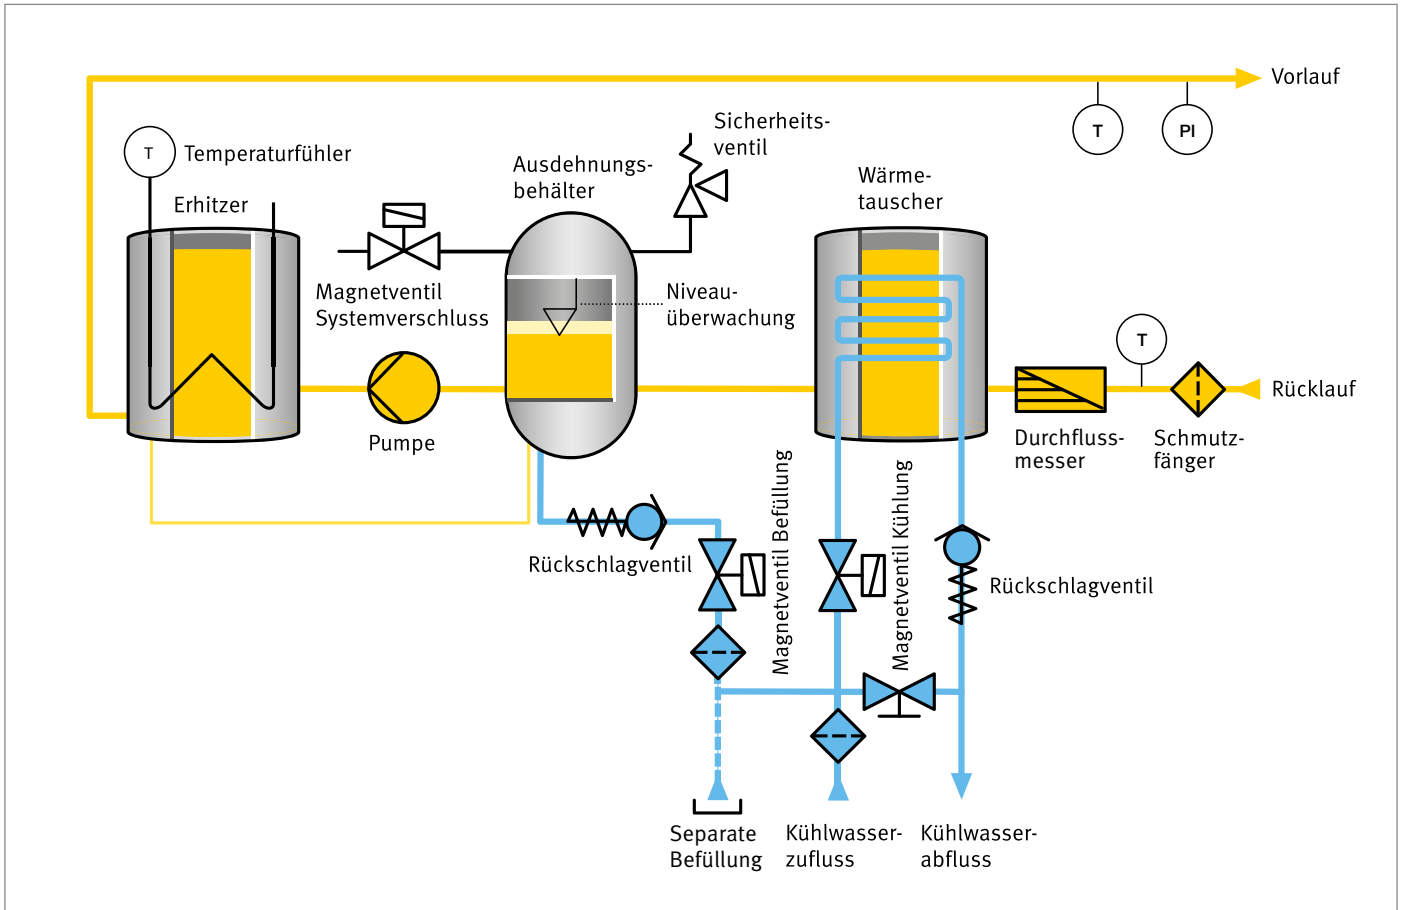 Vorlauf
T
PI
Sicherheits-
ventil
T
Temperaturfühler
Ausdehnungs-
behälter
Wärme-
tauscher
Erhitzer
Magnetventil
Systemverschluss
Niveau-
überwachung
T
Rücklauf
Pumpe
Durchfluss-
messer
Schmutz-
fänger
Rückschlagventil
Magnetventil Befüllung
Magnetventil Kühlung
Rückschlagventil
Separate
Befüllung
Kühlwasser-
zufluss
Kühlwasser-
abfluss